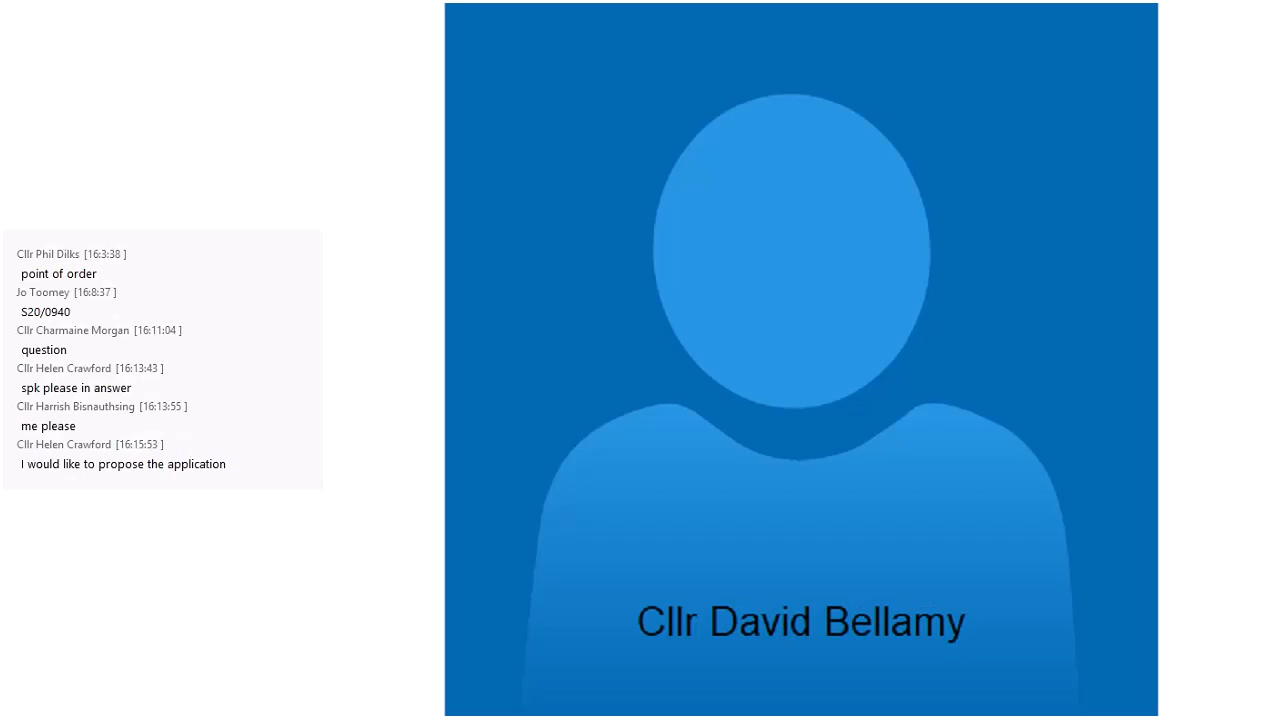 Cllr Phil Dilks [16:3:38 ]
point of order
Jo Toomey [16:8:37 ]
S20/0940
Cllr Charmaine Morgan [16:11:04 ]
question
Cllr Helen Crawford [16:13:43 ]
spk please in answer
Cllr Harrish Bisnauthsing [16:13:55 ]
me please
Cllr Helen Crawford [16:15:53 ]
I would like to propose the application
Cllr David Bellamy